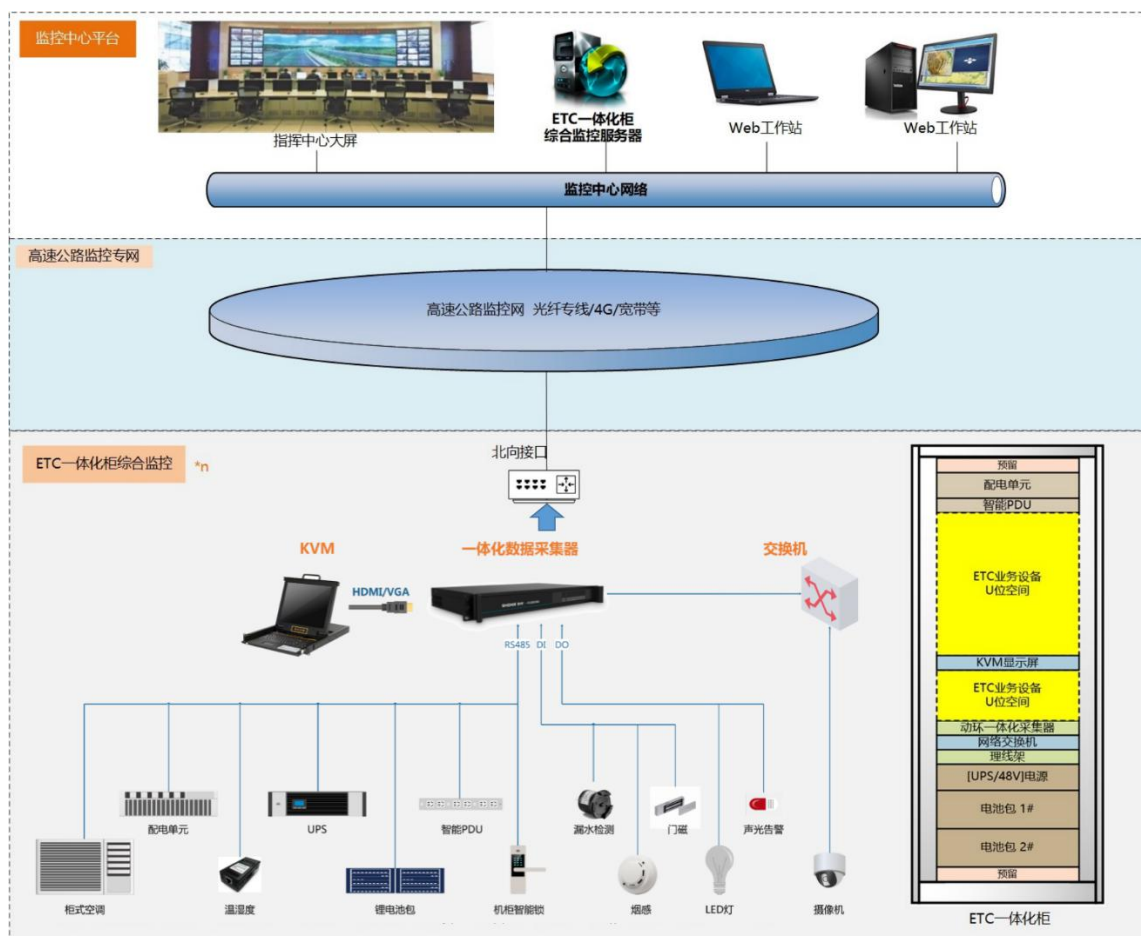 监控中心平台
指挥中心大屏
ETC一体化柜
综合监控服务器
Web工作站
Web工作站
监控中心网络
高速公路监控专网
高速公路监控网 光纤专线/4G/宽带等
ETC一体化柜综合监控
*n
北向接口
KVM
一体化数据采集器
交换机
HDMI/VGA
RS485
DI
DO
配电单元
UPS
智能PDU
漏水检测
门磁
声光告警
柜式空调
温湿度
锂电池包
机柜智能锁
烟感
LED灯
摄像机
预留
配电单元
智能PDU
ETC业务设备
U位空间
KVM显示屏
ETC业务设备
U位空间
动环一体化采集器
网络交换机
理线架
[UPS/48V]电源
电池包 1#
电池包 2#
预留
ETC一体化柜